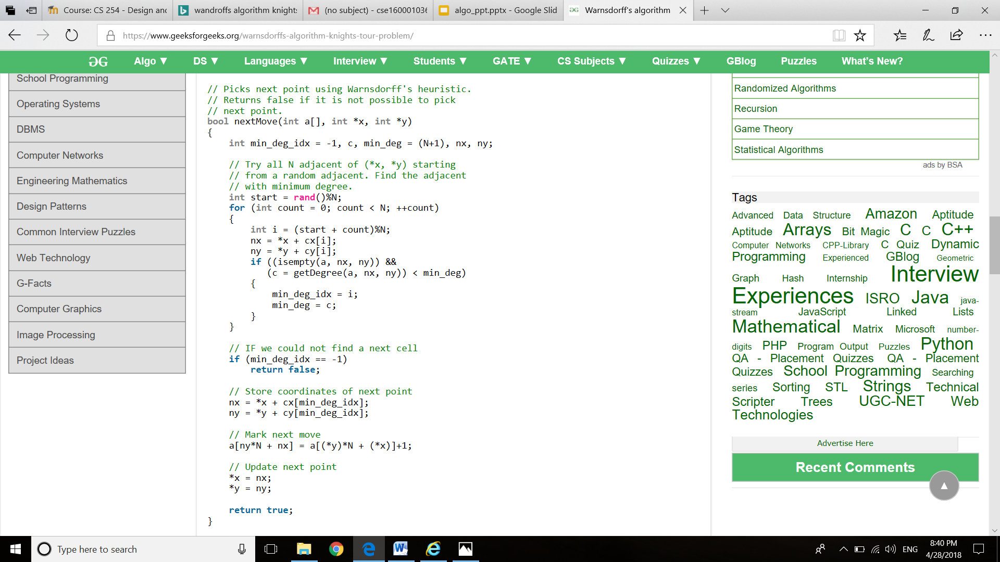 Course: CS 254 - Design and
wandroffs algorithm knights
(no subject) - cse16000103
algo_ppt.pptx - Google Slid
Warnsdorff's algorithm
https://www.geeksforgeeks.org/warnsdorffs-algorithm-knights-tour-problem/
Algo ▼ DS ▼ Languages ▼ Interview ▼ Students ▼ GATE ▼ CS Subjects ▼ Quizzes ▼ GBlog Puzzles What's New?
School Programming
Operating Systems
DBMS
Computer Networks
Engineering Mathematics
Design Patterns
Common Interview Puzzles
Web Technology
G-Facts
Computer Graphics
Image Processing
Project Ideas
// Picks next point using Warnsdorff's heuristic.
// Returns false if it is not possible to pick
// next point.
bool nextMove(int a[], int *x, int *y)
{
    int min_deg_idx = -1, c, min_deg = (N+1), nx, ny;

    // Try all N adjacent of (*x, *y) starting
    // from a random adjacent. Find the adjacent
    // with minimum degree.
    int start = rand()%N;
    for (int count = 0; count < N; ++count)
    {
        int i = (start + count)%N;
        nx = *x + cx[i];
        ny = *y + cy[i];
        if ((isempty(a, nx, ny)) &&
           (c = getDegree(a, nx, ny)) < min_deg)
        {
            min_deg_idx = i;
            min_deg = c;
        }
    }

    // IF we could not find a next cell
    if (min_deg_idx == -1)
        return false;

    // Store coordinates of next point
    nx = *x + cx[min_deg_idx];
    ny = *y + cy[min_deg_idx];

    // Mark next move
    a[ny*N + nx] = a[(*y)*N + (*x)]+1;

    // Update next point
    *x = nx;
    *y = ny;

    return true;
}
Randomized Algorithms
Recursion
Game Theory
Statistical Algorithms
ads by BSA
Tags
Advanced Data Structure Amazon Aptitude
Aptitude Arrays Bit Magic C C C++
Computer Networks CPP-Library C Quiz Dynamic
Programming Experienced GBlog Geometric
Graph Hash Internship Interview
Experiences ISRO Java java-
stream JavaScript Linked Lists
Mathematical Matrix Microsoft number-
digits PHP Program Output Puzzles Python
QA - Placement Quizzes QA - Placement
Quizzes School Programming Searching
series Sorting STL Strings Technical
Scripter Trees UGC-NET Web
Technologies
Advertise Here
Recent Comments
Type here to search
ENG
8:40 PM
4/28/2018